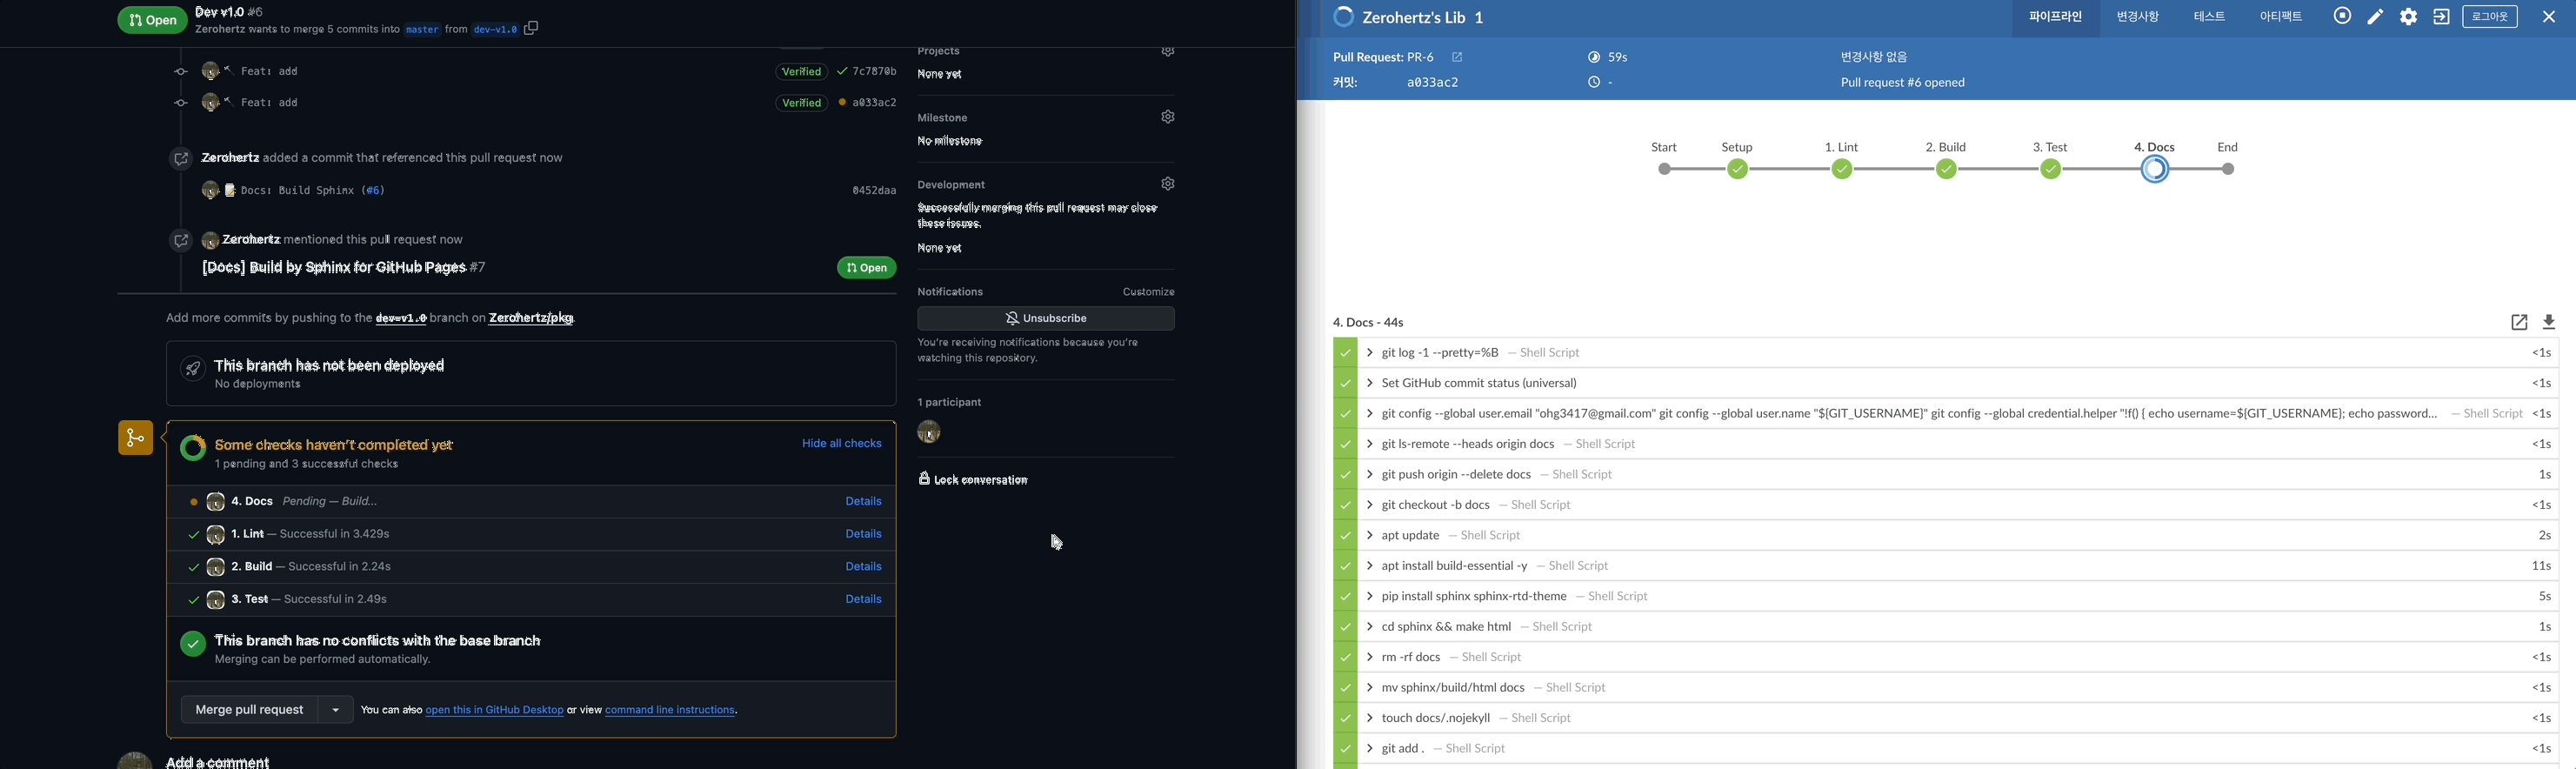 Open
Dev v1.0 #6
Zerohertz wants to merge 5 commits into master from dev-v1.0
Feat: add
Verified
7c7870b
Feat: add
Verified
a033ac2
Zerohertz added a commit that referenced this pull request now
Docs: Build Sphinx (#6)
0452daa
Zerohertz mentioned this pull request now
[Docs] Build by Sphinx for GitHub Pages #7
Open
Add more commits by pushing to the dev-v1.0 branch on Zerohertz/pkg.
This branch has not been deployed
No deployments
Some checks haven't completed yet
Hide all checks
1 pending and 3 successful checks
4. Docs Pending — Build...
Details
1. Lint — Successful in 3.429s
Details
2. Build — Successful in 2.24s
Details
3. Test — Successful in 2.49s
Details
This branch has no conflicts with the base branch
Merging can be performed automatically.
Merge pull request
You can also open this in GitHub Desktop or view command line instructions.
Add a comment
Projects
None yet
Milestone
No milestone
Development
Successfully merging this pull request may close
these issues.
None yet
Notifications
Customize
Unsubscribe
You're receiving notifications because you're
watching this repository.
1 participant
Lock conversation
Zerohertz's Lib 1
파이프라인
변경사항
테스트
아티팩트
로그아웃
Pull Request: PR-6
59s
변경사항 없음
커밋: a033ac2
-
Pull request #6 opened
Start
Setup
1. Lint
2. Build
3. Test
4. Docs
End
4. Docs - 44s
git log -1 --pretty=%B — Shell Script <1s
Set GitHub commit status (universal) <1s
git config --global user.email "ohg3417@gmail.com" git config --global user.name "${GIT_USERNAME}" git config --global credential.helper "!f() { echo username=${GIT_USERNAME}; echo password... — Shell Script <1s
git ls-remote --heads origin docs — Shell Script <1s
git push origin --delete docs — Shell Script 1s
git checkout -b docs — Shell Script <1s
apt update — Shell Script 2s
apt install build-essential -y — Shell Script 11s
pip install sphinx sphinx-rtd-theme — Shell Script 5s
cd sphinx && make html — Shell Script 1s
rm -rf docs — Shell Script <1s
mv sphinx/build/html docs — Shell Script <1s
touch docs/.nojekyll — Shell Script <1s
git add . — Shell Script <1s